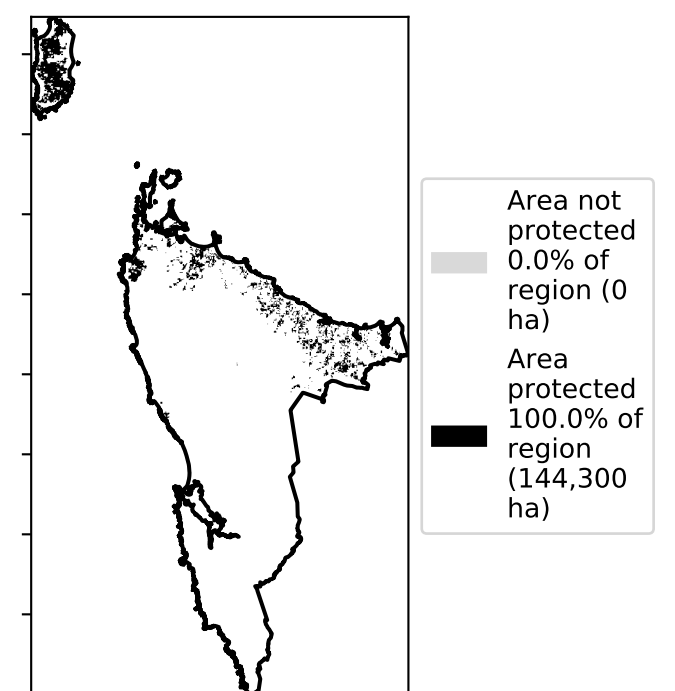 Area not
protected
0.0% of
region (0
ha)
Area
protected
100.0% of
region
(144,300
ha)